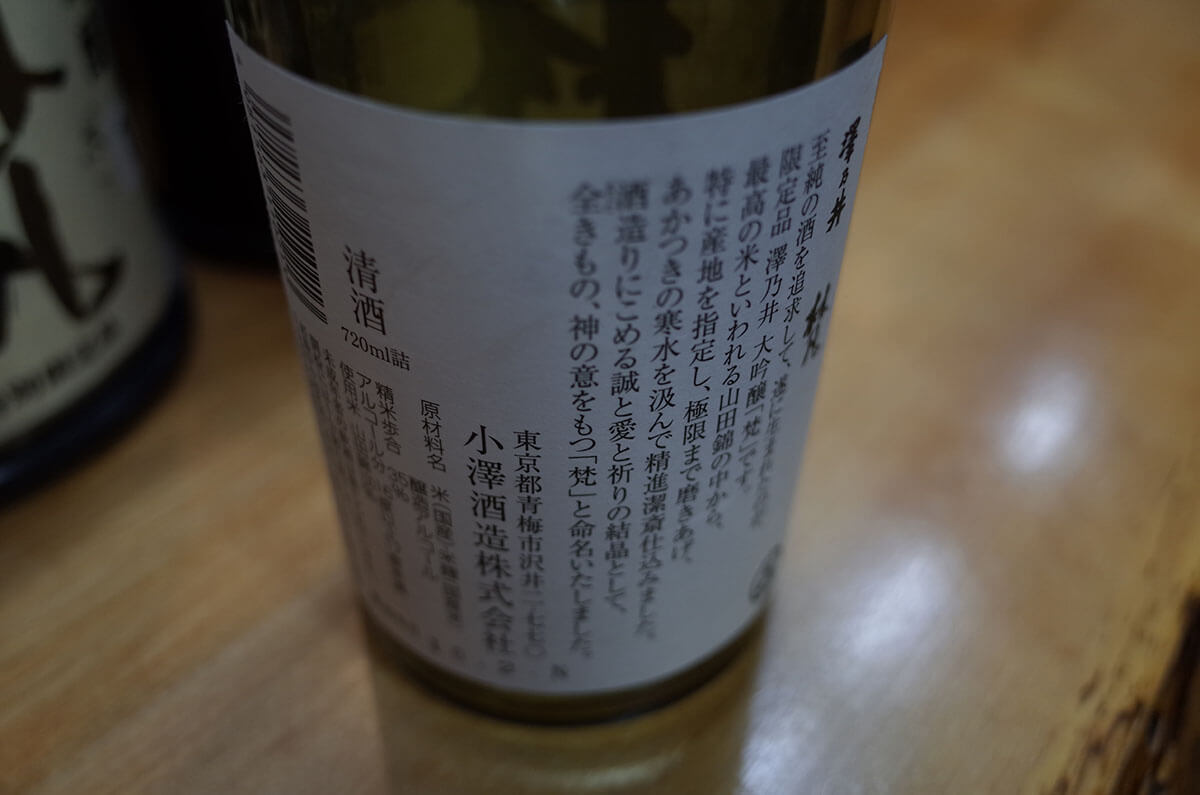 澤乃井 梵
至純の酒を追求して、遂に生まれた
限定品 澤乃井 大吟醸「梵」です。
最高の米といわれる山田錦の中から、
特に産地を指定し、極限まで磨きあげ、
あかつきの寒水を汲んで精進潔斎仕込みました。
酒造りにこめる誠と愛と祈りの結晶として、
全きもの、神の意をもつ「梵」と命名いたしました。
東京都青梅市沢井二-七七〇
小澤酒造株式会社
原材料名 米(国産)・米麹(国産米)
醸造アルコール
精米歩合 35%
アルコール分
使用米 山田錦
清酒
720ml詰